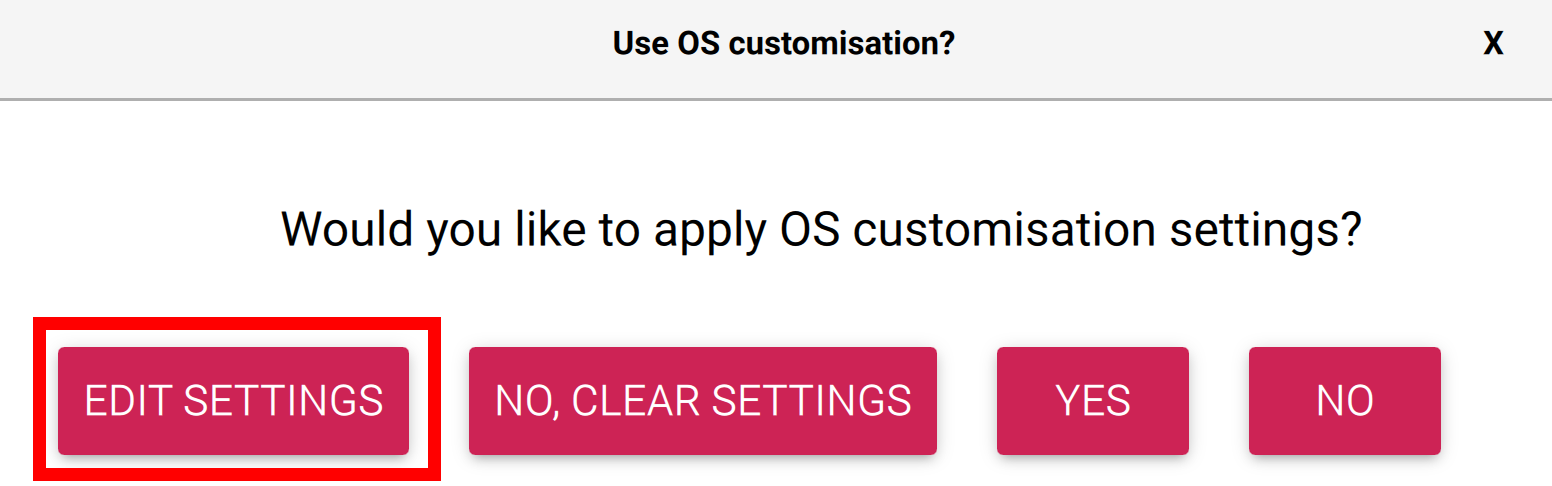 Use OS customisation? X
Would you like to apply OS customisation settings?
EDIT SETTINGS NO, CLEAR SETTINGS YES NO